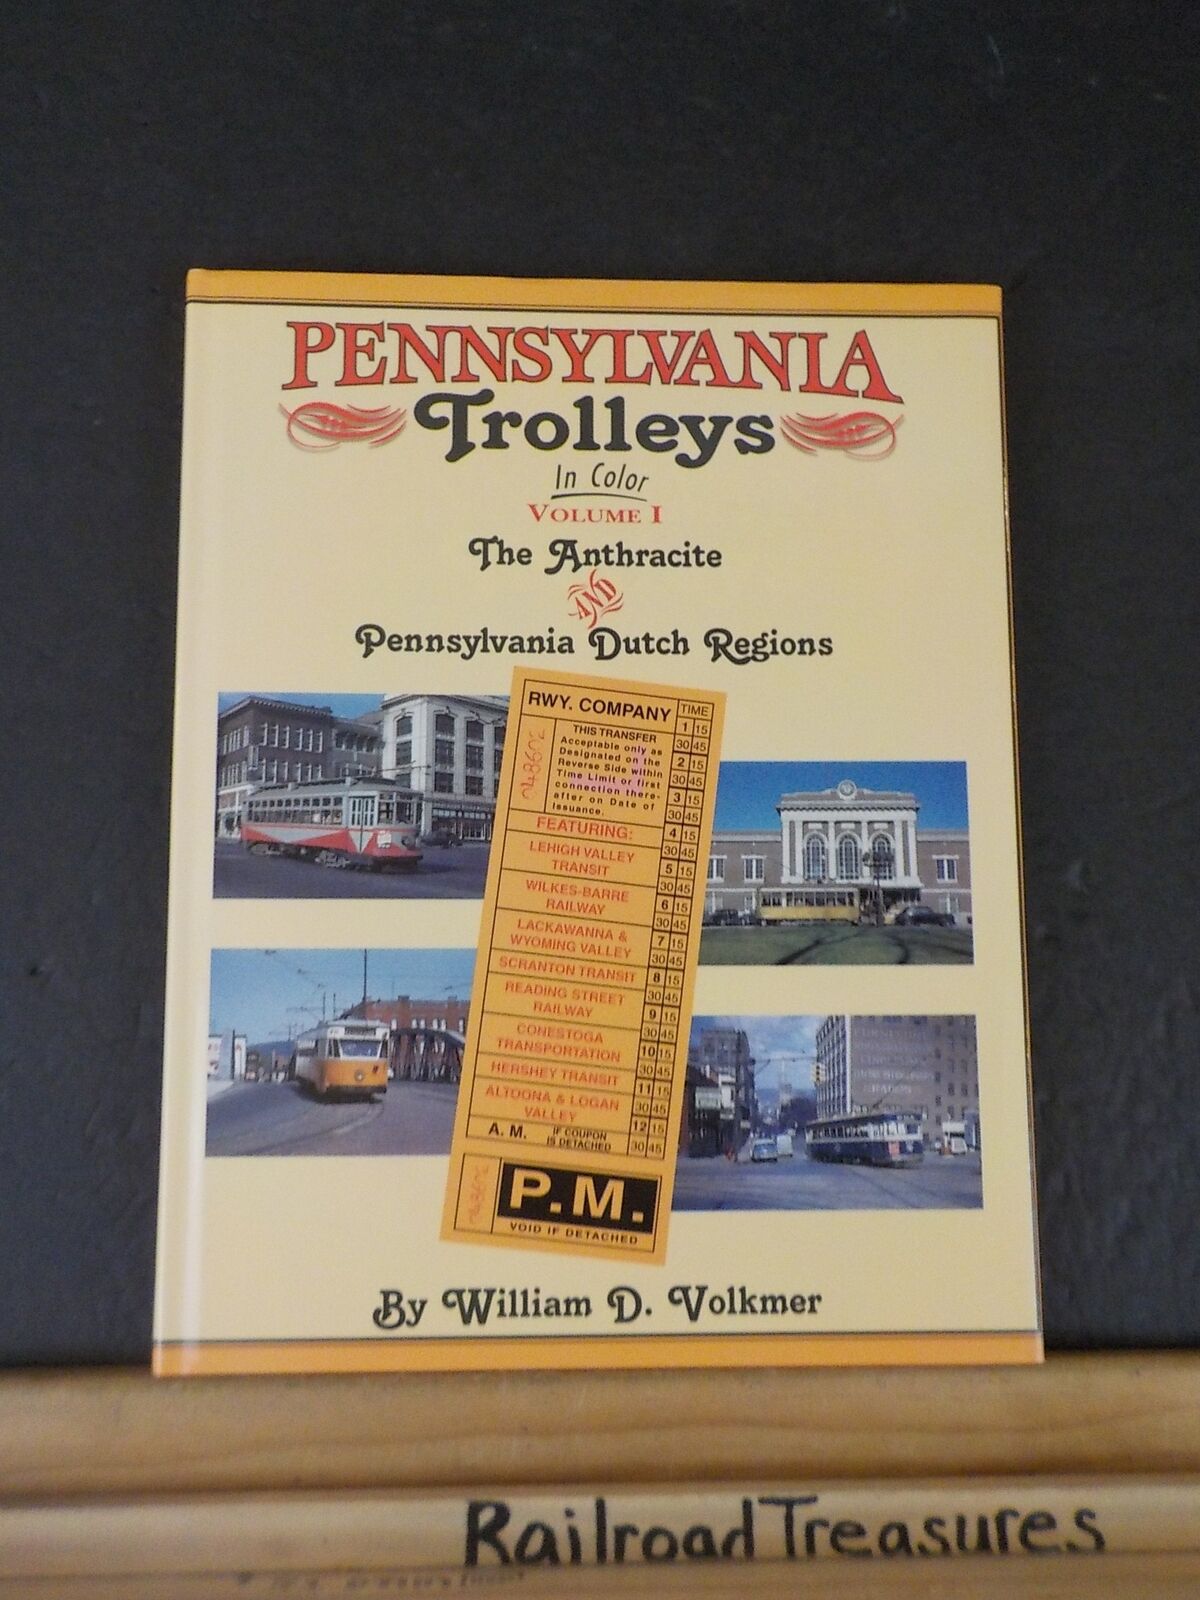 PENNSYLVANIA
Trolleys
In Color
VOLUME I
The Anthracite
AND
Pennsylvania Dutch Regions
RWY. COMPANY
TIME
THIS TRANSFER
Acceptable only as
Designated on the
Reverse Side within
Time Limit or first
connection there-
after on Date of
Issuance.
748602
FEATURING:
LEHIGH VALLEY
TRANSIT
WILKES-BARRE
RAILWAY
LACKAWANNA &
WYOMING VALLEY
SCRANTON TRANSIT
READING STREET
RAILWAY
CONESTOGA
TRANSPORTATION
HERSHEY TRANSIT
ALTOONA & LOGAN
VALLEY
1 15
30 45
2 15
30 45
3 15
30 45
4 15
30 45
5 15
30 45
6 15
30 45
7 15
30 45
8 15
30 45
9 15
30 45
10 15
30 45
11 15
30 45
12 15
30 45
A. M.
IF COUPON
IS DETACHED
748602
P.M.
VOID IF DETACHED
By William D. Volkmer
Railroad Treasures